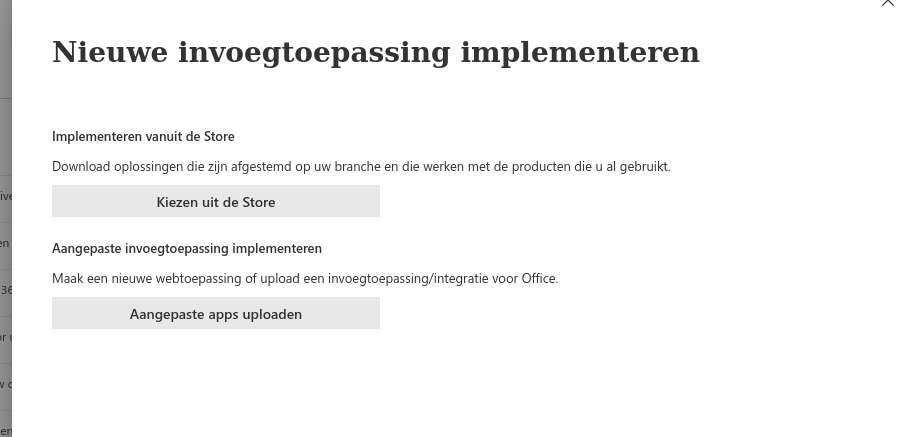 Nieuwe invoegtoepassing implementeren
Implementeren vanuit de Store
Download oplossingen die zijn afgestemd op uw branche en die werken met de producten die u al gebruikt.
Kiezen uit de Store
Aangepaste invoegtoepassing implementeren
Maak een nieuwe webtoepassing of upload een invoegtoepassing/integratie voor Office.
Aangepaste apps uploaden